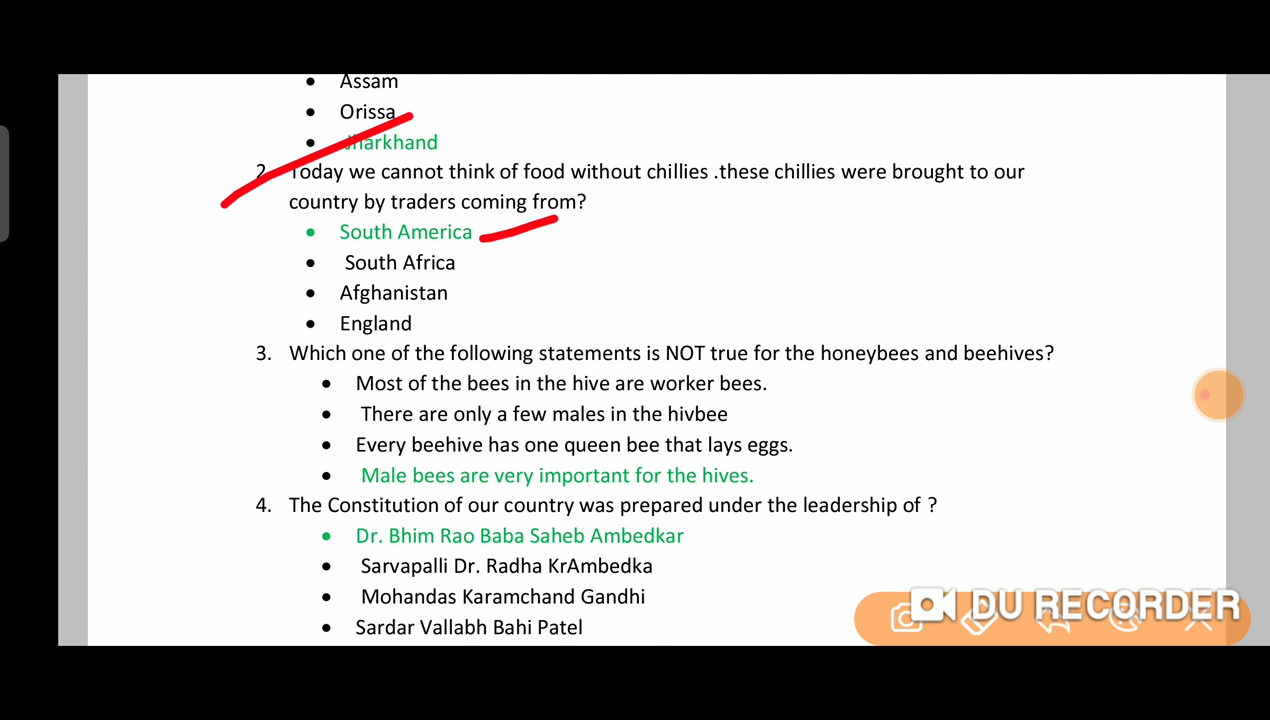 • Assam
• Orissa
• Jharkhand
2. Today we cannot think of food without chillies .these chillies were brought to our
country by traders coming from?
• South America
• South Africa
• Afghanistan
• England
3. Which one of the following statements is NOT true for the honeybees and beehives?
• Most of the bees in the hive are worker bees.
• There are only a few males in the hivbee
• Every beehive has one queen bee that lays eggs.
• Male bees are very important for the hives.
4. The Constitution of our country was prepared under the leadership of ?
• Dr. Bhim Rao Baba Saheb Ambedkar
• Sarvapalli Dr. Radha KrAmbedka
• Mohandas Karamchand Gandhi
• Sardar Vallabh Bahi Patel
DU RECORDER